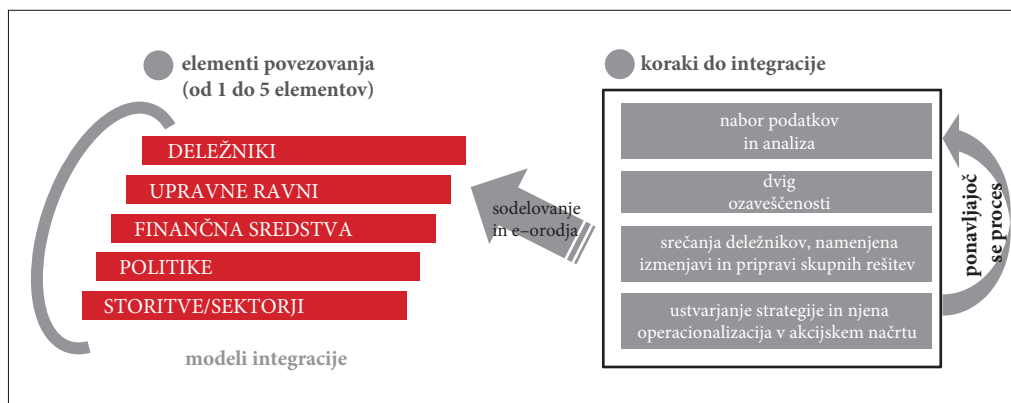 elementi povezovanja
(od 1 do 5 elementov)
DELEŽNIKI
UPRAVNE RAVNI
FINANČNA SREDSTVA
POLITIKE
STORITVE/SEKTORJI
modeli integracije
sodelovanje
in e–orodja
koraki do integracije
nabor podatkov
in analiza
dvig
ozaveščenosti
srečanja deležnikov, namenjena
izmenjavi in pripravi skupnih rešitev
ustvarjanje strategije in njena
operacionalizacija v akcijskem načrtu
ponavljajoč
se proces